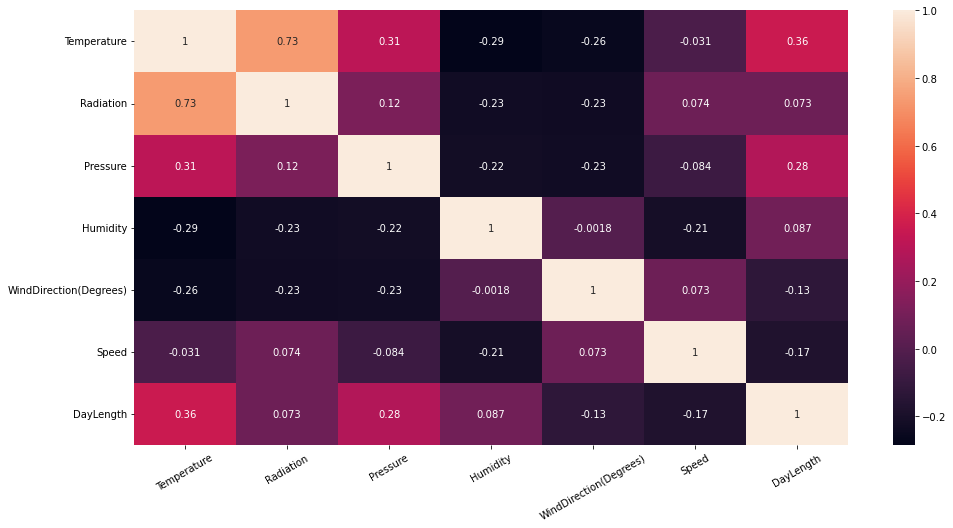 Temperature 1 0.73 0.31 -0.29 -0.26 -0.031 0.36
Radiation 0.73 1 0.12 -0.23 -0.23 0.074 0.073
Pressure 0.31 0.12 1 -0.22 -0.23 -0.084 0.28
Humidity -0.29 -0.23 -0.22 1 -0.0018 -0.21 0.087
WindDirection(Degrees) -0.26 -0.23 -0.23 -0.0018 1 0.073 -0.13
Speed -0.031 0.074 -0.084 -0.21 0.073 1 -0.17
DayLength 0.36 0.073 0.28 0.087 -0.13 -0.17 1
Temperature Radiation Pressure Humidity WindDirection(Degrees) Speed DayLength
1.0
0.8
0.6
0.4
0.2
0.0
−0.2